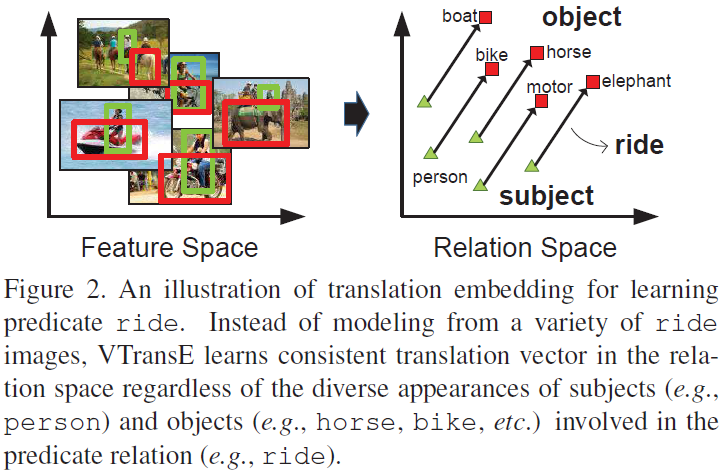 boat
object
bike
horse
motor
elephant
ride
person
subject
Feature Space
Relation Space
Figure 2. An illustration of translation embedding for learning
predicate ride. Instead of modeling from a variety of ride
images, VTransE learns consistent translation vector in the rela-
tion space regardless of the diverse appearances of subjects (e.g.,
person) and objects (e.g., horse, bike, etc.) involved in the
predicate relation (e.g., ride).